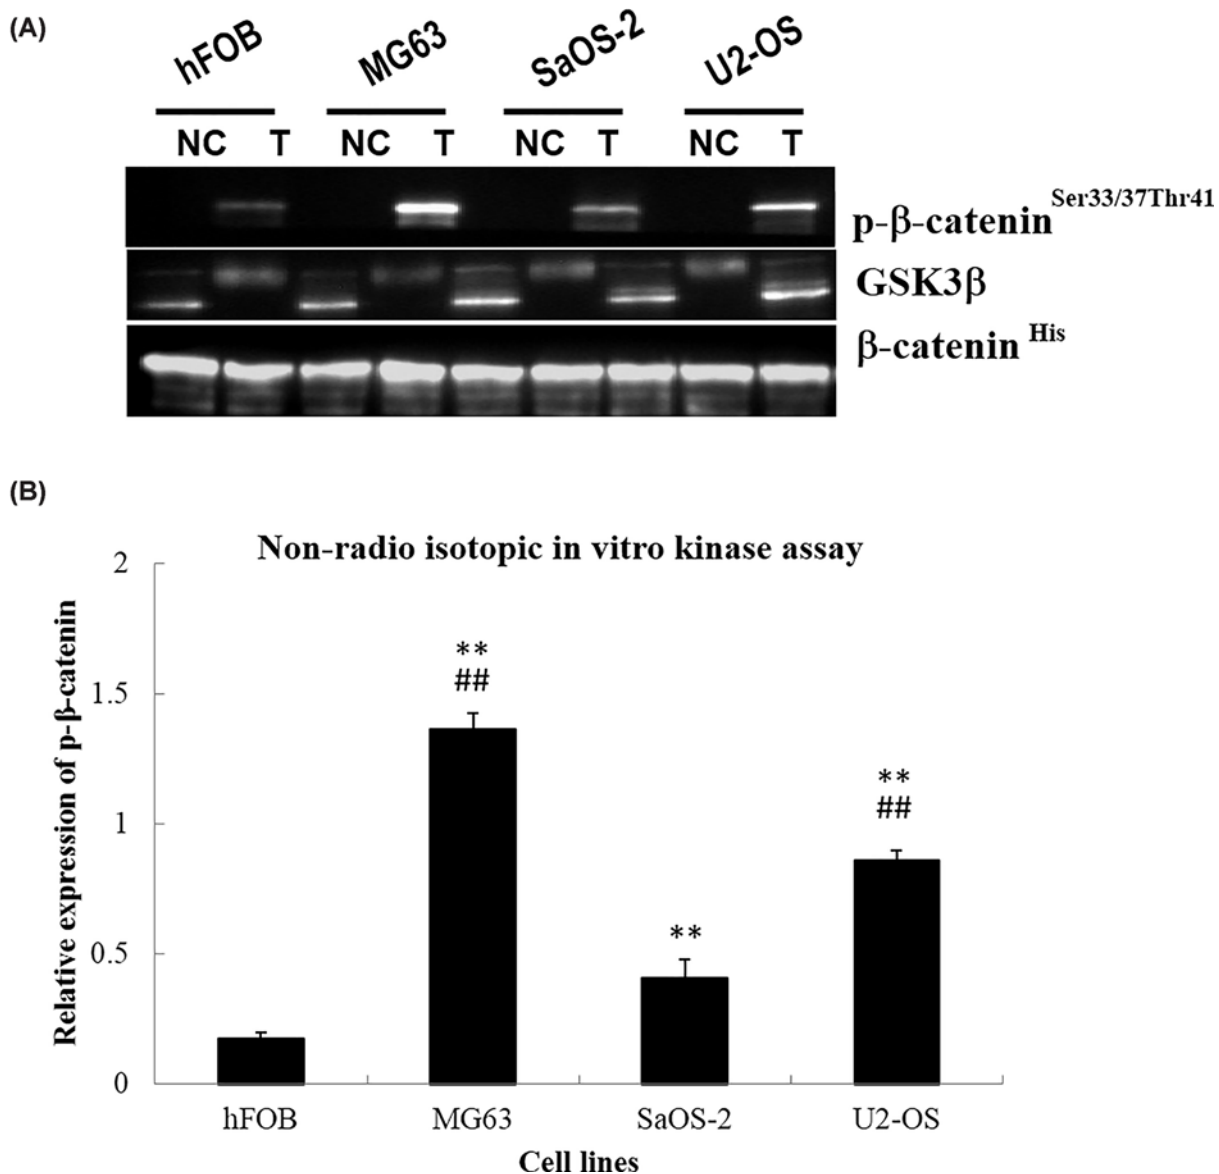 (A)
hFOB MG63 SaOS-2 U2-OS
NC T NC T NC T NC T
p-β-catenin Ser33/37Thr41
GSK3β
β-catenin His
(B)
Non-radio isotopic in vitro kinase assay
Relative expression of p-β-catenin
2
1.5
1
0.5
0
**
##
**
**
##
hFOB MG63 SaOS-2 U2-OS
Cell lines